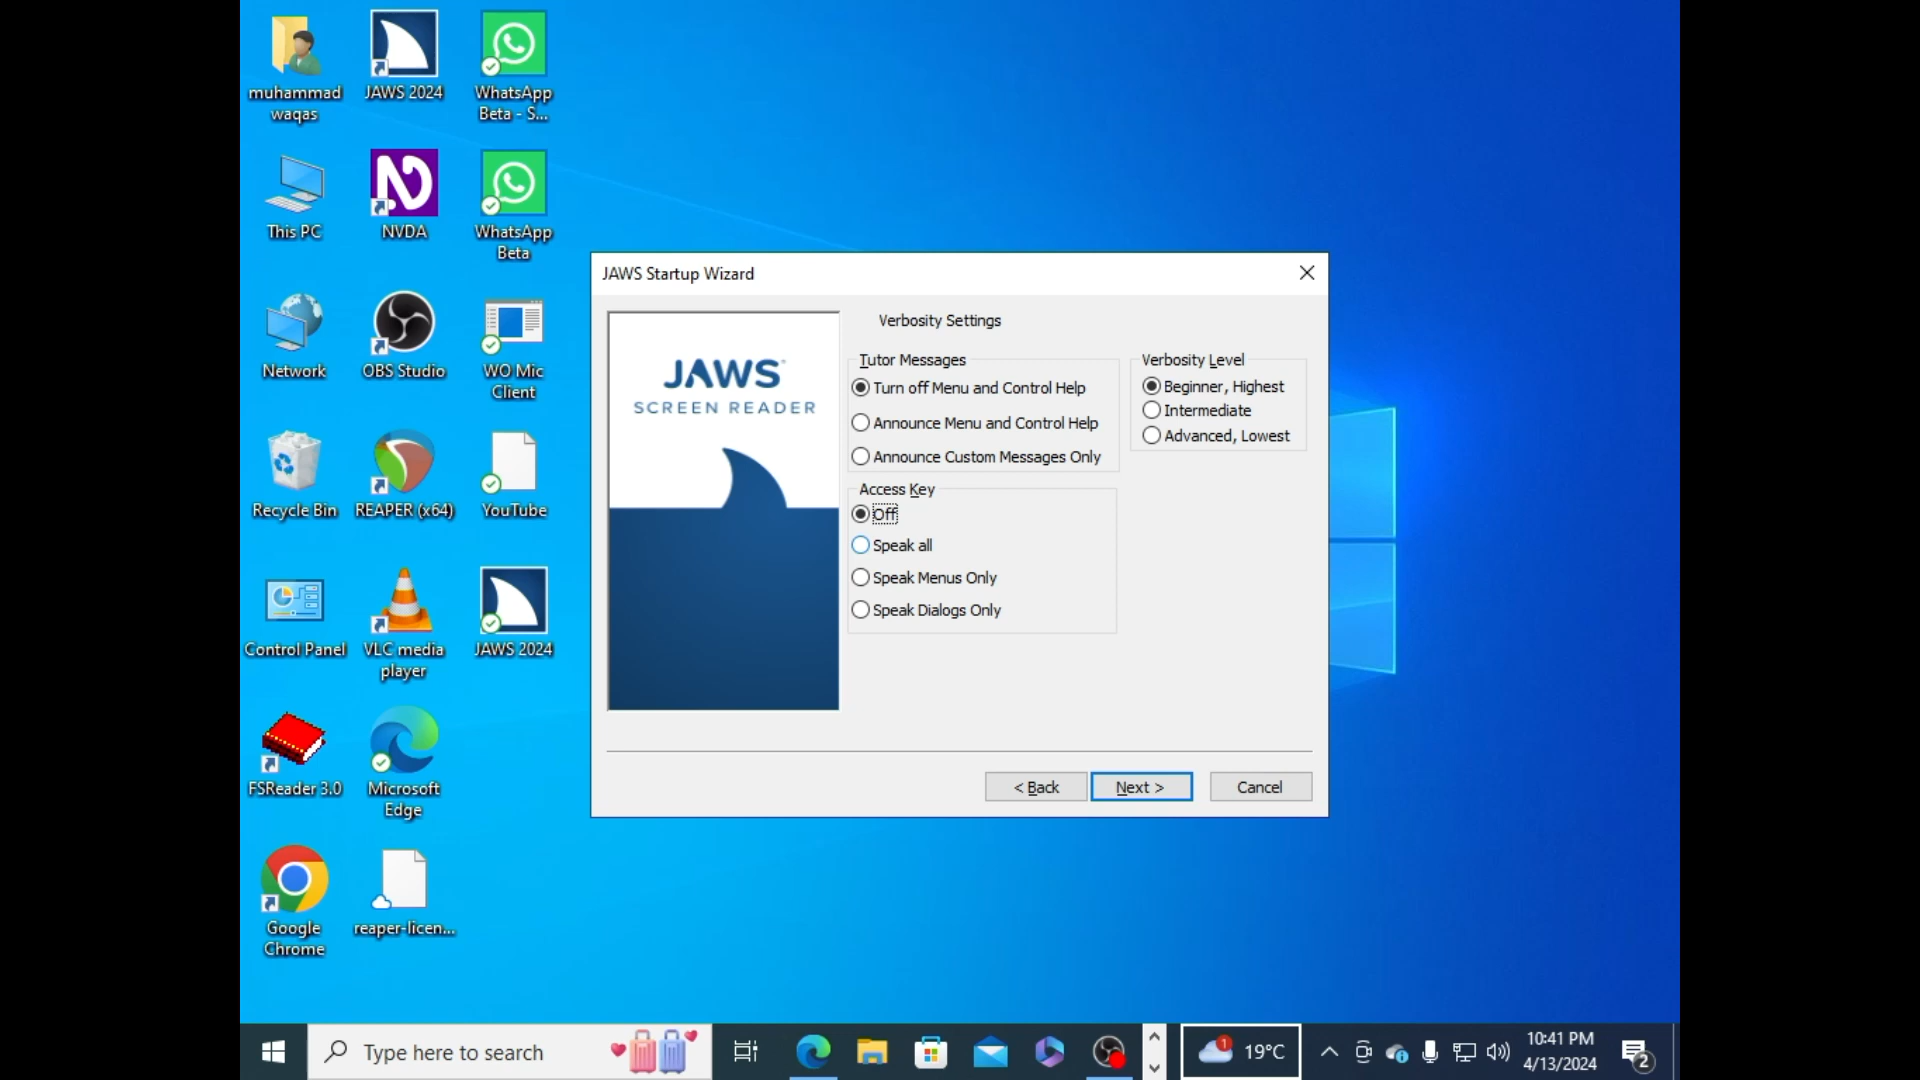 muhammad
waqas
JAWS 2024
WhatsApp
Beta - S...
This PC
NVDA
WhatsApp
Beta
Network
OBS Studio
WO Mic
Client
Recycle Bin
REAPER (x64)
YouTube
Control Panel
VLC media
player
JAWS 2024
FSReader 3.0
Microsoft
Edge
Google
Chrome
reaper-licen...
JAWS Startup Wizard
JAWS
SCREEN READER
Verbosity Settings
Tutor Messages
Turn off Menu and Control Help
Announce Menu and Control Help
Announce Custom Messages Only
Verbosity Level
Beginner, Highest
Intermediate
Advanced, Lowest
Access Key
Off
Speak all
Speak Menus Only
Speak Dialogs Only
< Back
Next >
Cancel
Type here to search
1
19°C
10:41 PM
4/13/2024
2